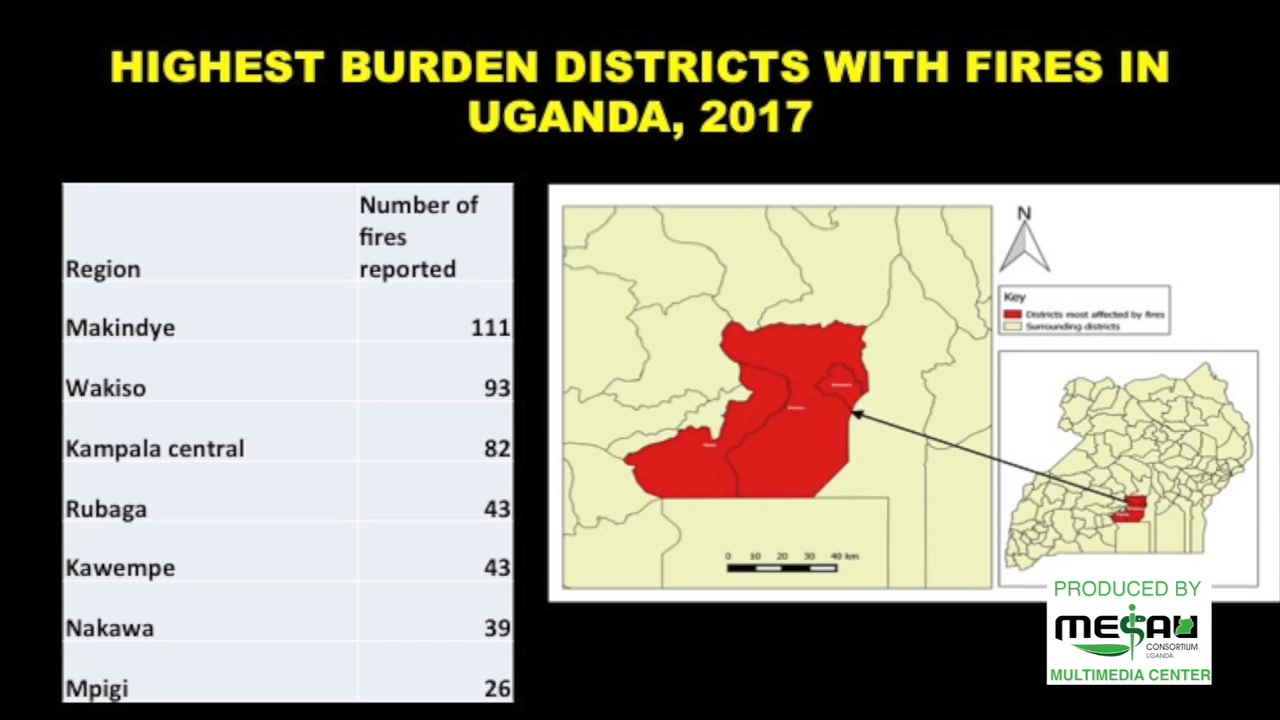 HIGHEST BURDEN DISTRICTS WITH FIRES IN
UGANDA, 2017
Region
Number of
fires
reported
Makindye 111
Wakiso 93
Kampala central 82
Rubaga 43
Kawempe 43
Nakawa 39
Mpigi 26
N
Key
Districts most affected by fires
Surrounding districts
0 10 20 30 40 km
PRODUCED BY
MESAU
CONSORTIUM
UGANDA
MULTIMEDIA CENTER